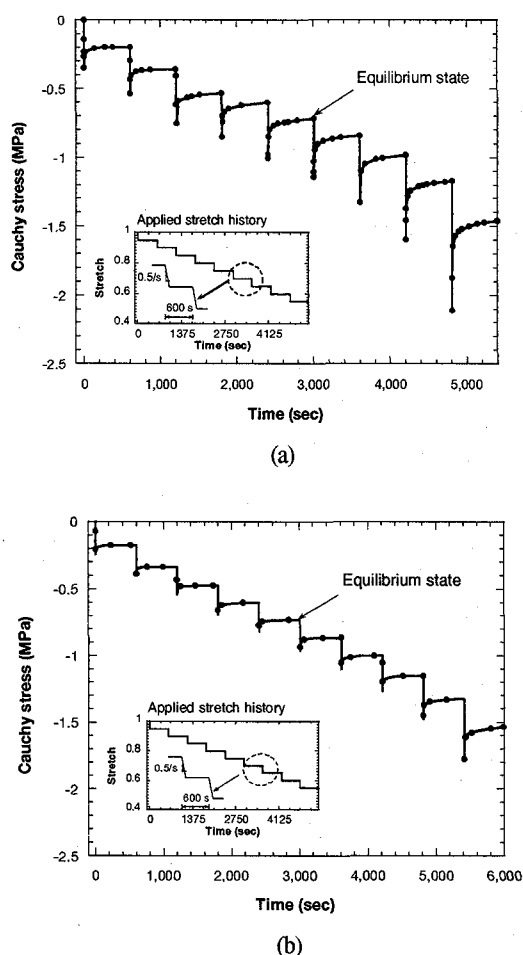 0
-0.5
-1
-1.5
-2
-2.5
Cauchy stress (MPa)
Equilibrium state
Applied stretch history
1
0.8
0.6
0.4
Stretch
0.5/s
600 s
0 1375 2750 4125
Time (sec)
0 1,000 2,000 3,000 4,000 5,000
Time (sec)
(a)
0
-0.5
-1
-1.5
-2
-2.5
Cauchy stress (MPa)
Equilibrium state
Applied stretch history
1
0.8
0.6
0.4
Stretch
0.5/s
600 s
0 1375 2750 4125
Time (sec)
0 1,000 2,000 3,000 4,000 5,000 6,000
Time (sec)
(b)